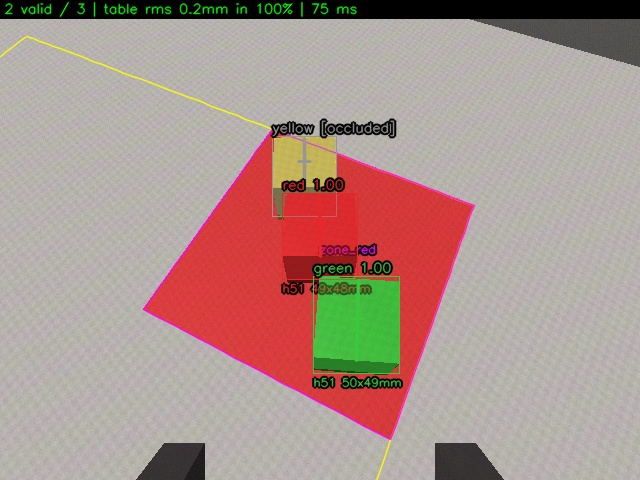 2 valid / 3 | table rms 0.2mm in 100% | 75 ms
yellow [occluded]
red 1.00
zone_red
green 1.00
h51 49x48mm
h51 50x49mm